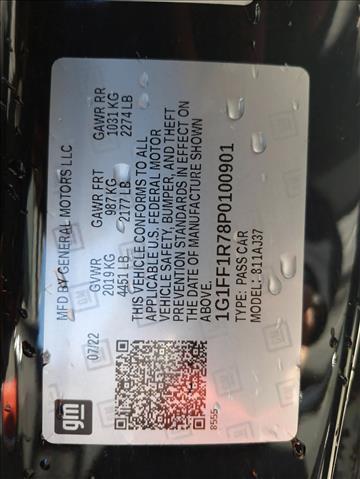 MFD BY GENERAL MOTORS LLC
07/22 GVWR GAWR FRT GAWR RR
2019 KG 987 KG 1031 KG
4451 LB 2177 LB 2274 LB
THIS VEHICLE CONFORMS TO ALL
APPLICABLE U.S. FEDERAL MOTOR
VEHICLE SAFETY, BUMPER, AND THEFT
PREVENTION STANDARDS IN EFFECT ON
THE DATE OF MANUFACTURE SHOWN
ABOVE.
1G1FF1R78P0100901
TYPE: PASS CAR
MODEL: 811AJ37
gm
8555